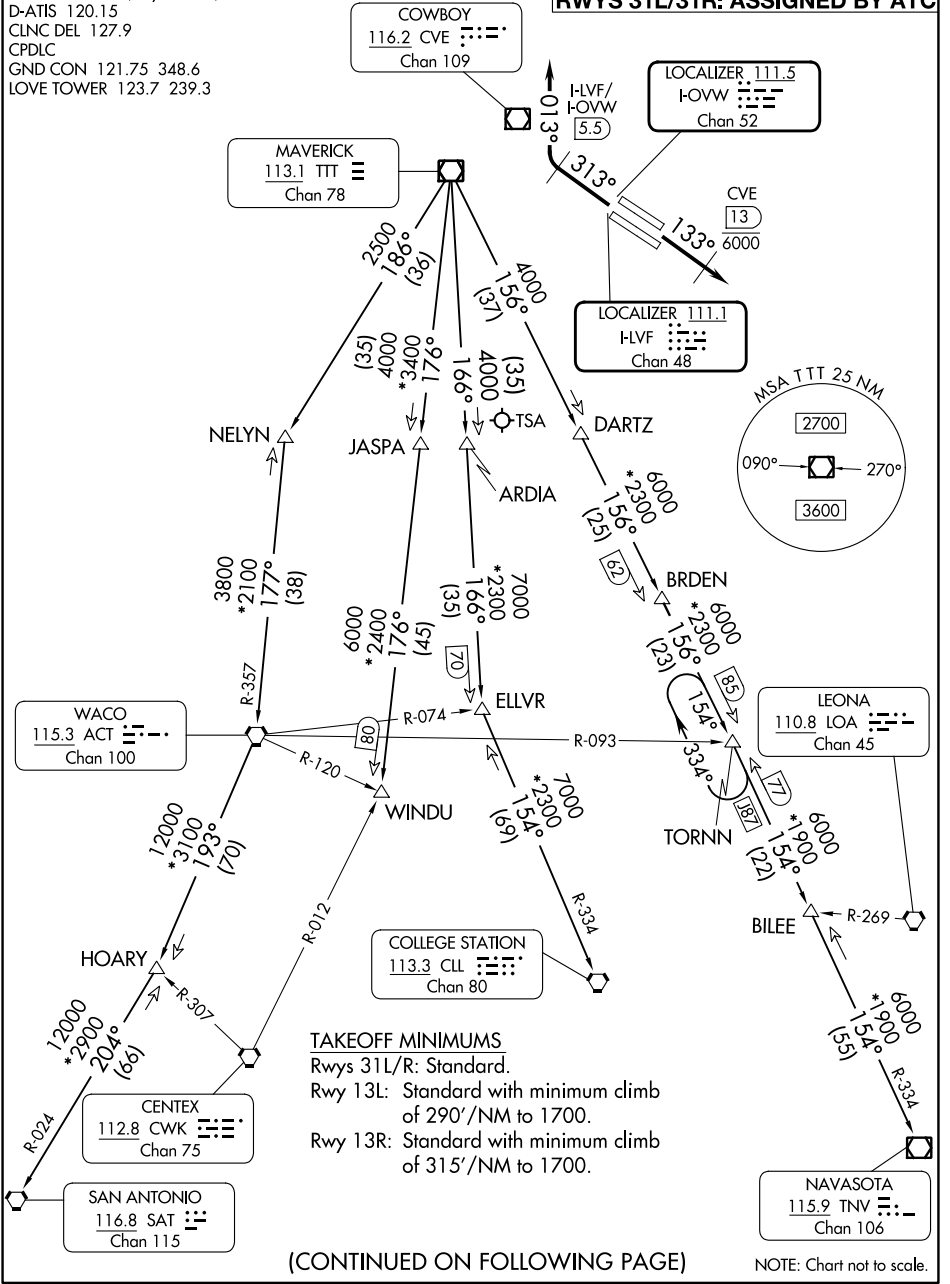 D-ATIS 120.15
CLNC DEL 127.9
CPDLC
GND CON 121.75 348.6
LOVE TOWER 123.7 239.3
RWYS 31L/31R: ASSIGNED BY ATC
COWBOY
116.2 CVE
Chan 109
LOCALIZER 111.5
I-OVW
Chan 52
I-LVF/
I-OVW
5.5
013°
313°
133°
CVE
13
6000
MAVERICK
113.1 TTT
Chan 78
LOCALIZER 111.1
I-LVF
Chan 48
MSA TTT 25 NM
2700
090°
270°
3600
2500
186°
(36)
(35)
4000
*3400
176°
(35)
4000
166°
4000
156°
(37)
NELYN
JASPA
TSA
ARDIA
DARTZ
3800
*2100
177°
(38)
6000
*2400
176°
(45)
7000
*2300
166°
(35)
6000
*2300
156°
(25)
62
BRDEN
6000
*2300
156°
(23)
85
70
80
R-357
WACO
115.3 ACT
Chan 100
R-074
ELLVR
R-093
R-120
WINDU
154°
334°
J87
77
TORNN
LEONA
110.8 LOA
Chan 45
12000
*3100
193°
(70)
7000
*2300
154°
(69)
6000
*1900
154°
(22)
R-012
R-334
BILEE
R-269
HOARY
R-307
COLLEGE STATION
113.3 CLL
Chan 80
12000
*2900
204°
(66)
6000
*1900
154°
(55)
R-334
R-024
CENTEX
112.8 CWK
Chan 75
TAKEOFF MINIMUMS
Rwys 31L/R: Standard.
Rwy 13L: Standard with minimum climb
of 290'/NM to 1700.
Rwy 13R: Standard with minimum climb
of 315'/NM to 1700.
SAN ANTONIO
116.8 SAT
Chan 115
NAVASOTA
115.9 TNV
Chan 106
(CONTINUED ON FOLLOWING PAGE)
NOTE: Chart not to scale.